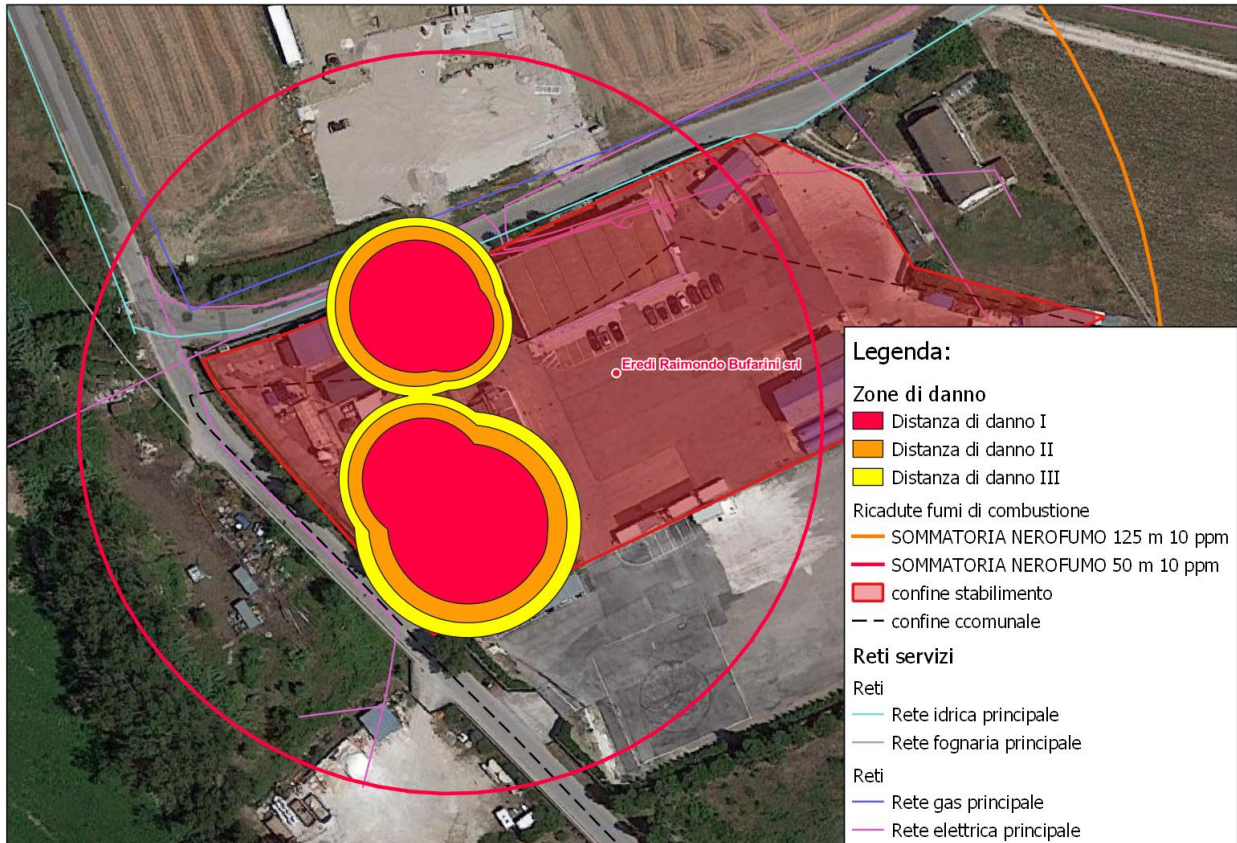 Eredi Raimondo Bufarini srl
Legenda:
Zone di danno
Distanza di danno I
Distanza di danno II
Distanza di danno III
Ricadute fumi di combustione
SOMMATORIA NEROFUMO 125 m 10 ppm
SOMMATORIA NEROFUMO 50 m 10 ppm
confine stabilimento
confine ccomunale
Reti servizi
Reti
Rete idrica principale
Rete fognaria principale
Reti
Rete gas principale
Rete elettrica principale